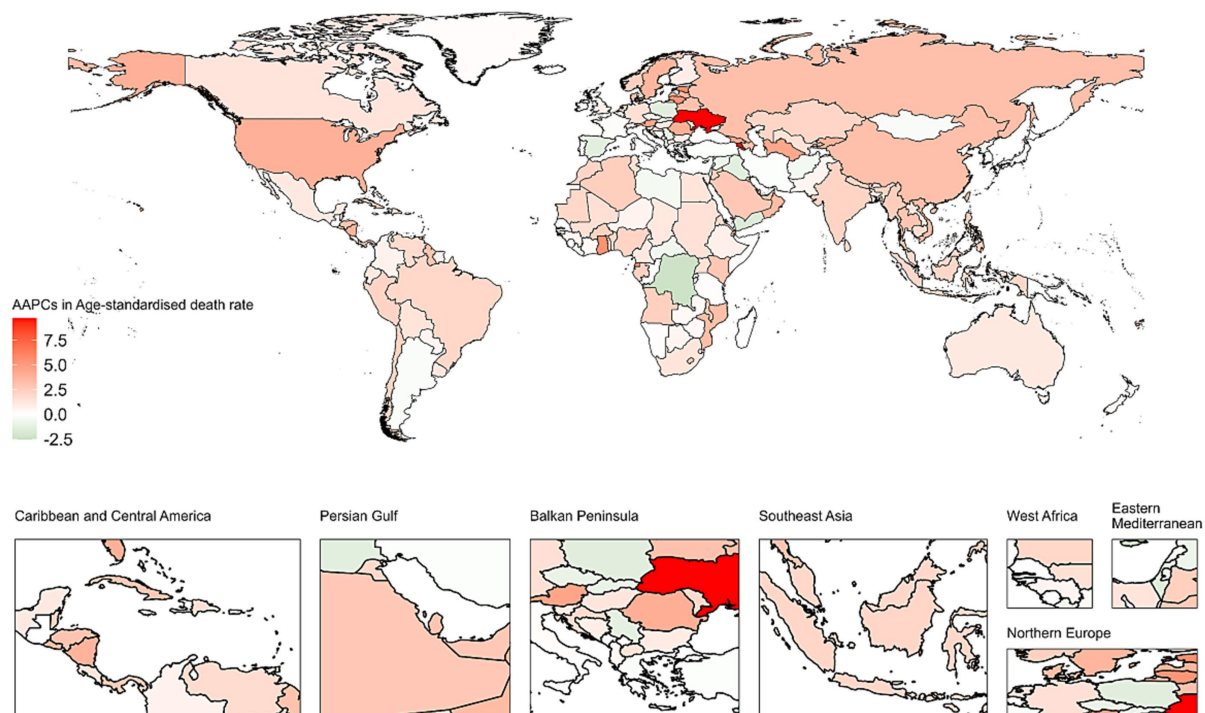 AAPCs in Age-standardised death rate
7.5
5.0
2.5
0.0
-2.5
Caribbean and Central America
Persian Gulf
Balkan Peninsula
Southeast Asia
West Africa
Eastern
Mediterranean
Northern Europe